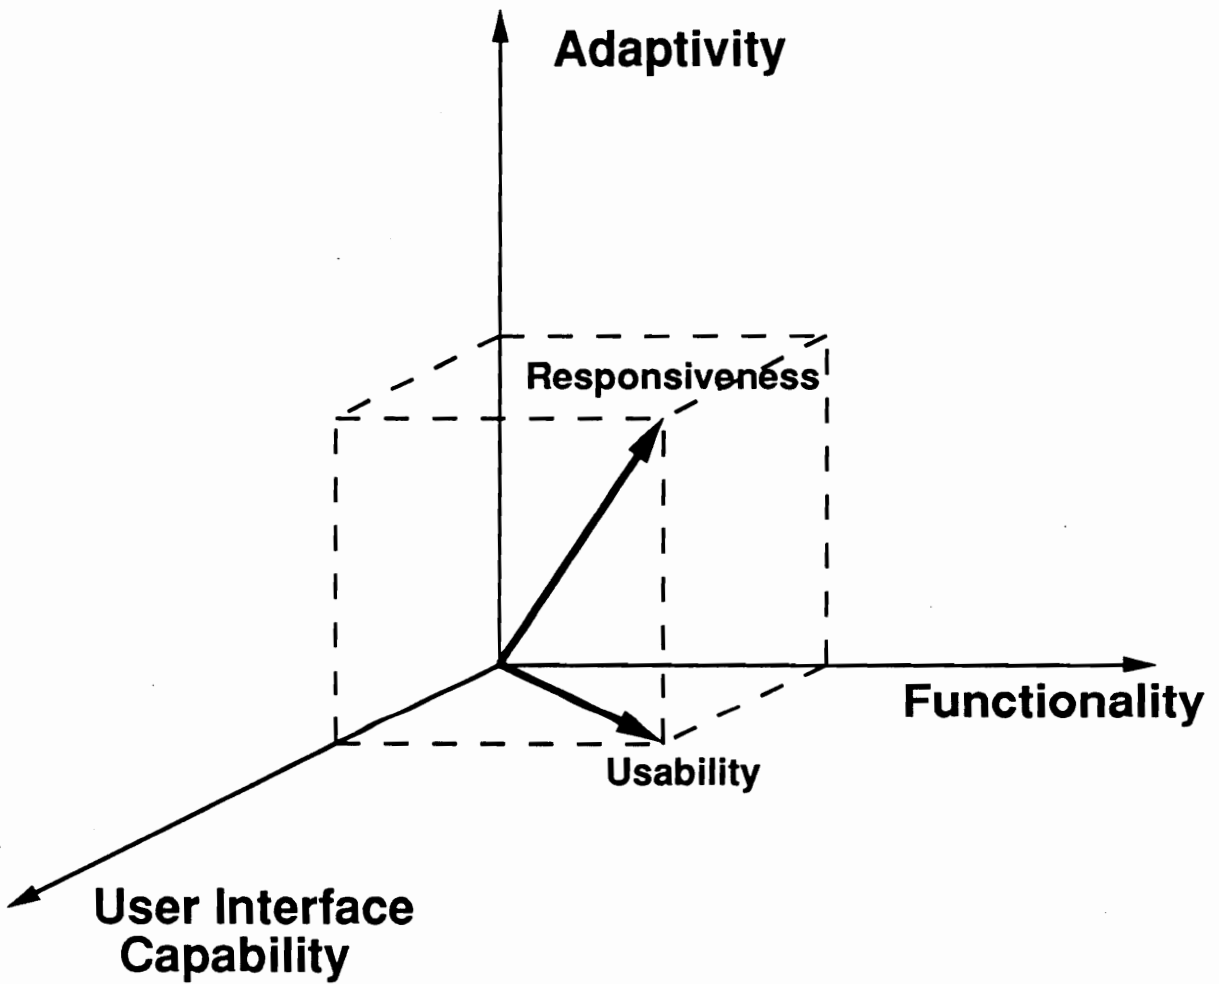 Adaptivity
Responsiveness
Functionality
Usability
User Interface
Capability